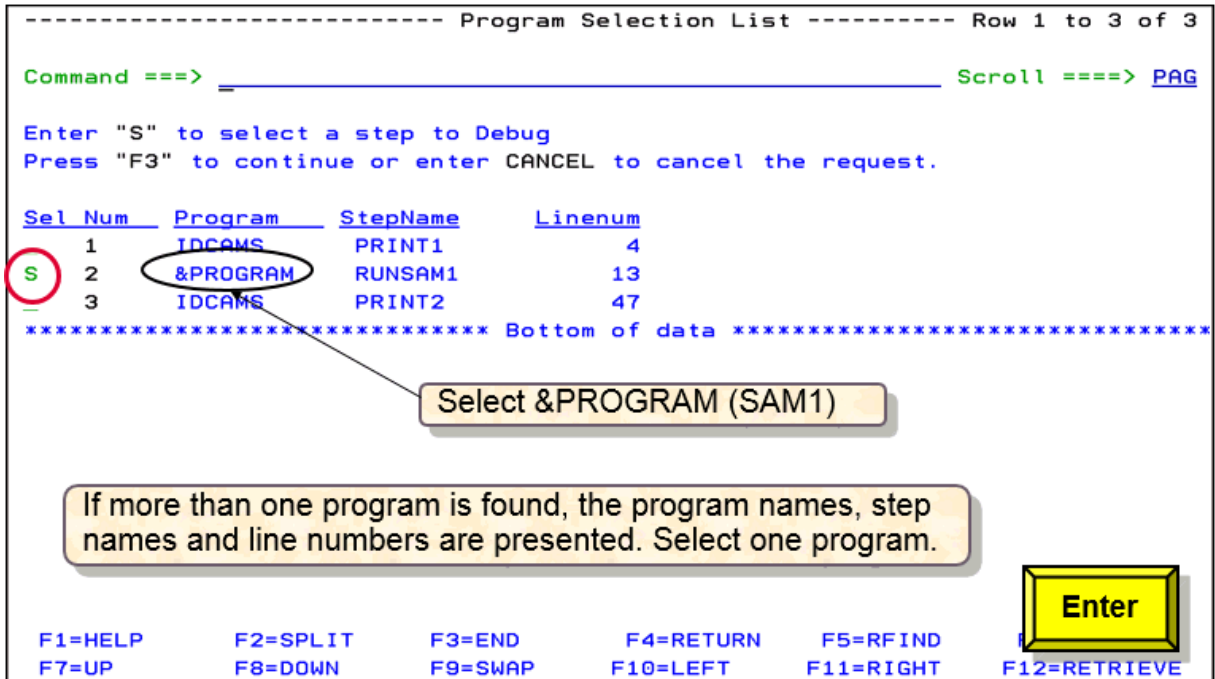 ---------------------------- Program Selection List ---------- Row 1 to 3 of 3
Command ===> _ Scroll ====> PAG
Enter "S" to select a step to Debug
Press "F3" to continue or enter CANCEL to cancel the request.
Sel Num Program StepName Linenum
1 IDCAMS PRINT1 4
S 2 &PROGRAM RUNSAM1 13
_ 3 IDCAMS PRINT2 47
******************************* Bottom of data ********************************
Select &PROGRAM (SAM1)
If more than one program is found, the program names, step
names and line numbers are presented. Select one program.
Enter
F1=HELP F2=SPLIT F3=END F4=RETURN F5=RFIND
F7=UP F8=DOWN F9=SWAP F10=LEFT F11=RIGHT F12=RETRIEVE